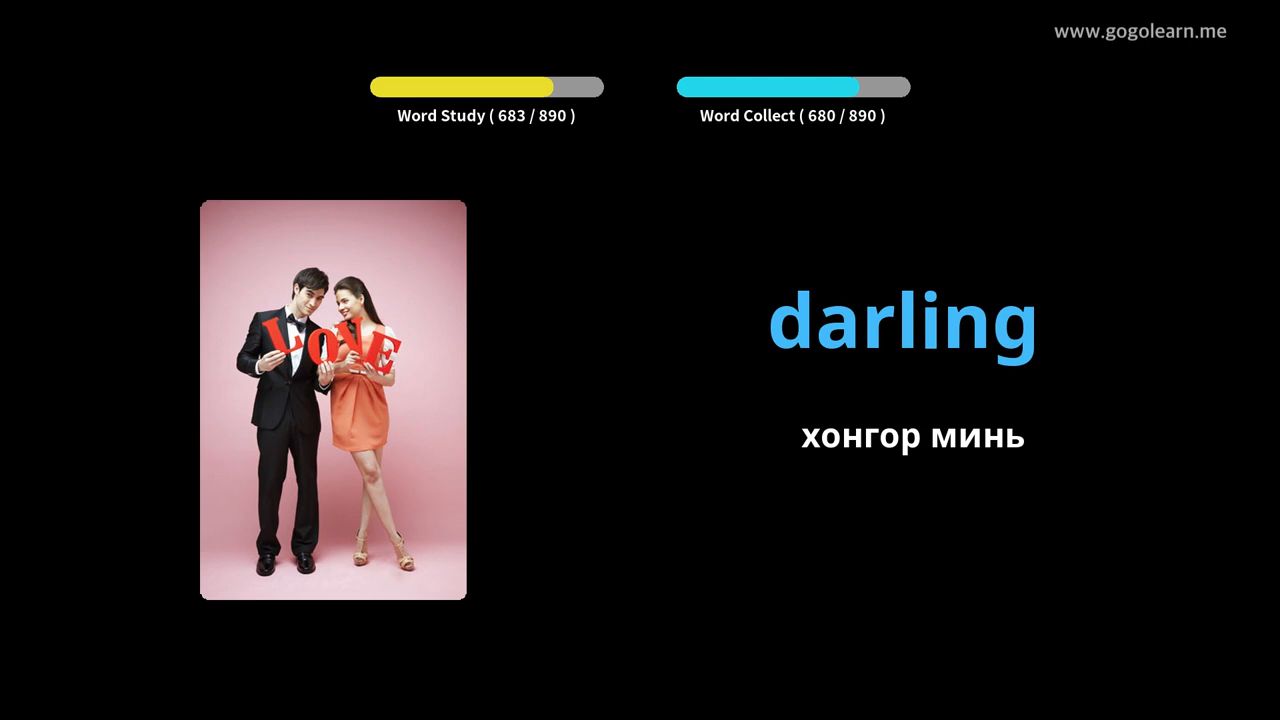 www.gogolearn.me
Word Study ( 683 / 890 )
Word Collect ( 680 / 890 )
LOVE
darling
хонгор минь